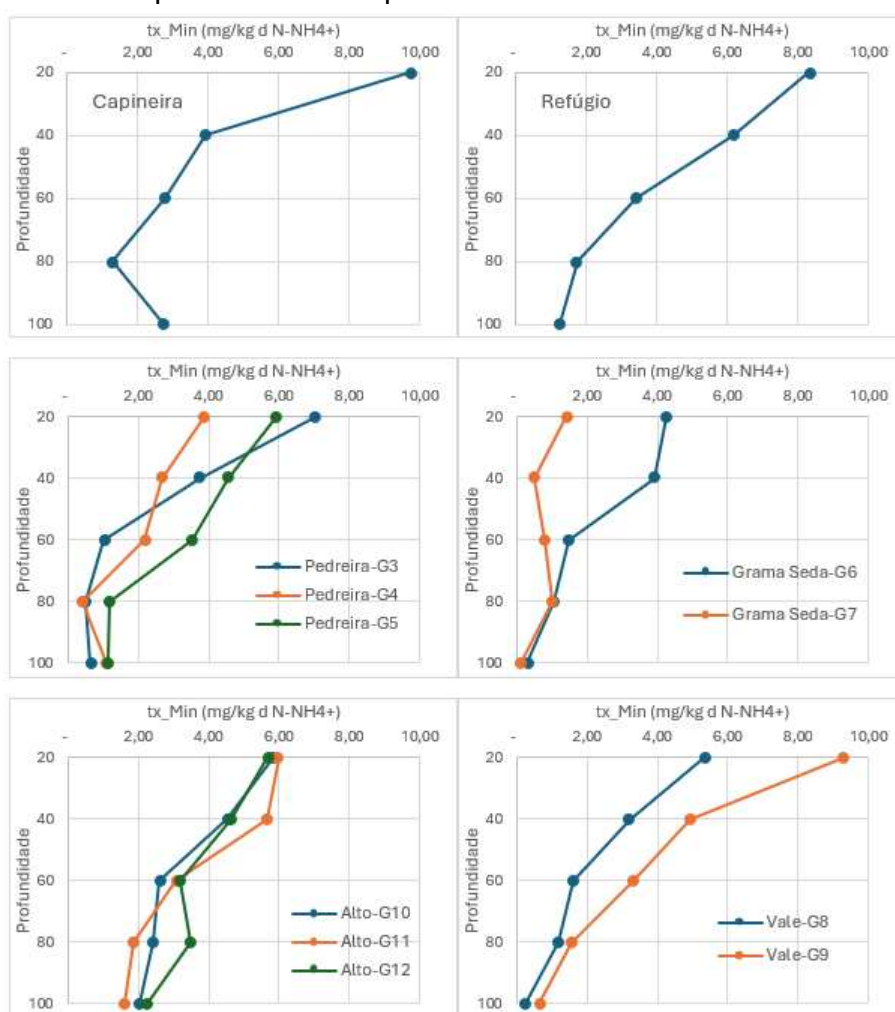 tx_Min (mg/kg d N-NH4+)
- 2,00 4,00 6,00 8,00 10,00
20
40
60
80
100
Profundidade
Capineira
tx_Min (mg/kg d N-NH4+)
- 2,00 4,00 6,00 8,00 10,00
20
40
60
80
100
Profundidade
Refúgio
tx_Min (mg/kg d N-NH4+)
- 2,00 4,00 6,00 8,00 10,00
20
40
60
80
100
Profundidade
Pedreira-G3
Pedreira-G4
Pedreira-G5
tx_Min (mg/kg d N-NH4+)
- 2,00 4,00 6,00 8,00 10,00
20
40
60
80
100
Profundidade
Grama Seda-G6
Grama Seda-G7
tx_Min (mg/kg d N-NH4+)
- 2,00 4,00 6,00 8,00 10,00
20
40
60
80
100
Profundidade
Alto-G10
Alto-G11
Alto-G12
tx_Min (mg/kg d N-NH4+)
- 2,00 4,00 6,00 8,00 10,00
20
40
60
80
100
Profundidade
Vale-G8
Vale-G9